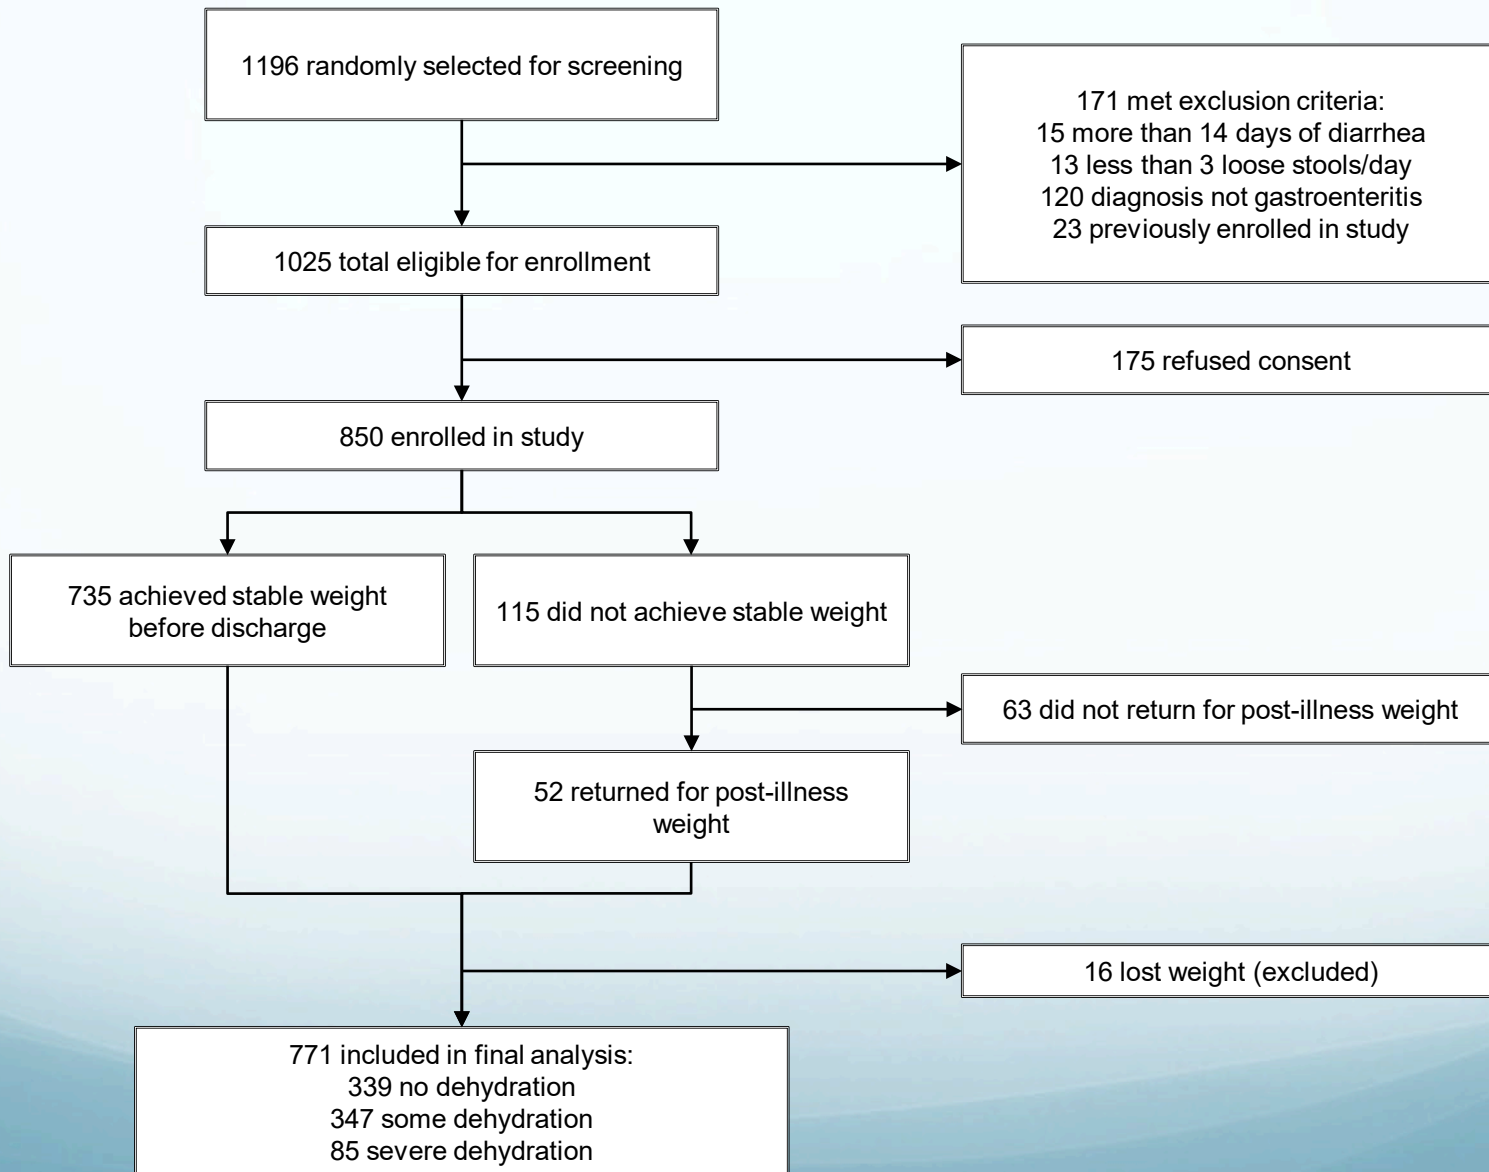 1196 randomly selected for screening
171 met exclusion criteria:
15 more than 14 days of diarrhea
13 less than 3 loose stools/day
120 diagnosis not gastroenteritis
23 previously enrolled in study
1025 total eligible for enrollment
175 refused consent
850 enrolled in study
735 achieved stable weight
before discharge
115 did not achieve stable weight
63 did not return for post-illness weight
52 returned for post-illness
weight
16 lost weight (excluded)
771 included in final analysis:
339 no dehydration
347 some dehydration
85 severe dehydration